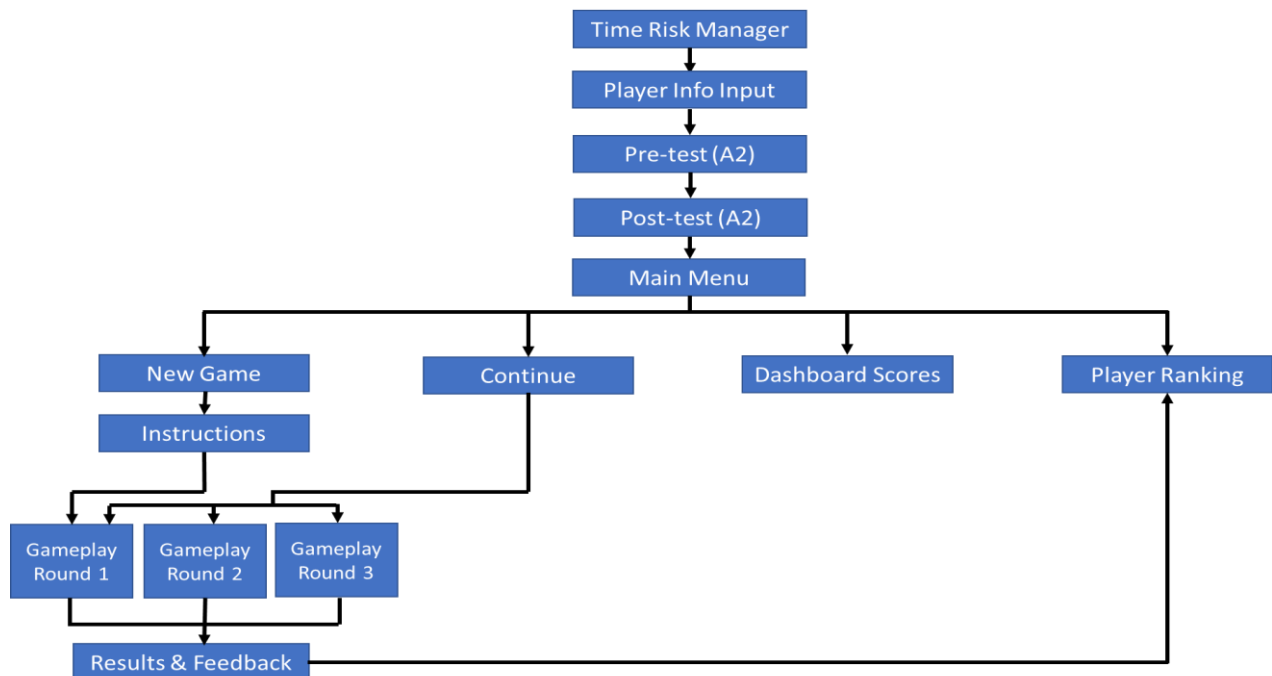 Time Risk Manager
Player Info Input
Pre-test (A2)
Post-test (A2)
Main Menu
New Game
Continue
Dashboard Scores
Player Ranking
Instructions
Gameplay
Round 1
Gameplay
Round 2
Gameplay
Round 3
Results & Feedback